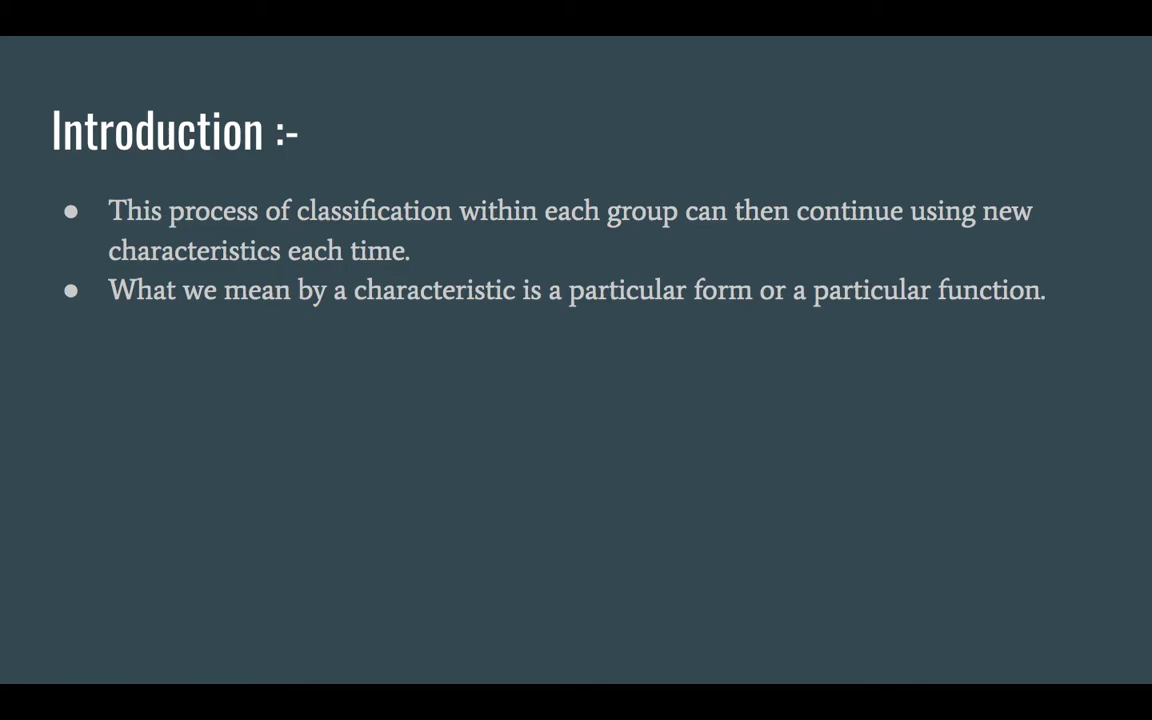 Introduction :-
● This process of classification within each group can then continue using new
characteristics each time.
● What we mean by a characteristic is a particular form or a particular function.